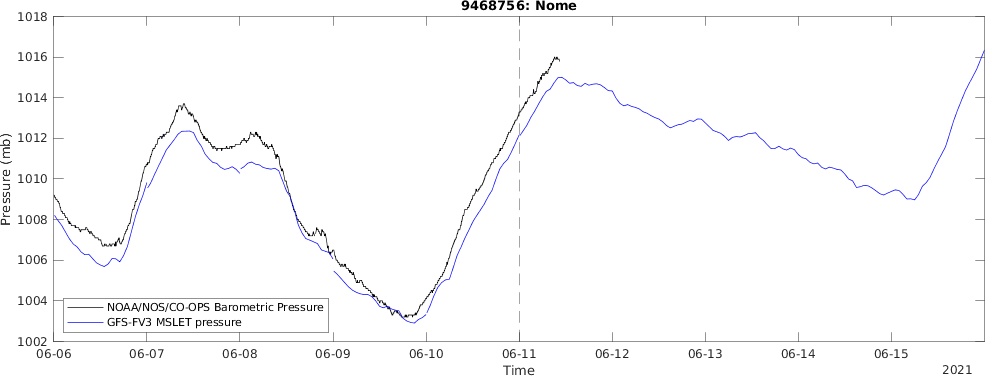 9468756: Nome
1018
1016
1014
1012
1010
1008
1006
1004
1002
Pressure (mb)
NOAA/NOS/CO-OPS Barometric Pressure
GFS-FV3 MSLET pressure
06-06 06-07 06-08 06-09 06-10 06-11 06-12 06-13 06-14 06-15
Time
2021